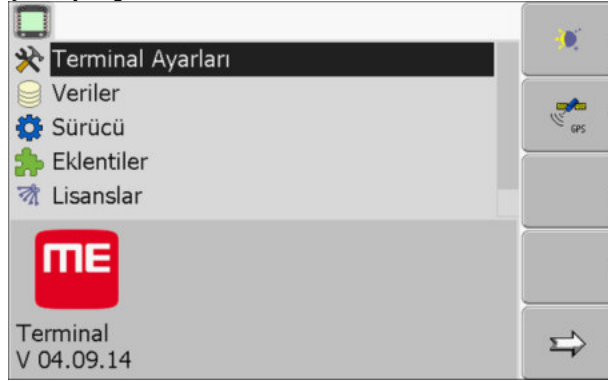 Terminal Ayarları
Veriler
Sürücü
GPS
Eklentiler
Lisanslar
ME
Terminal
V 04.09.14